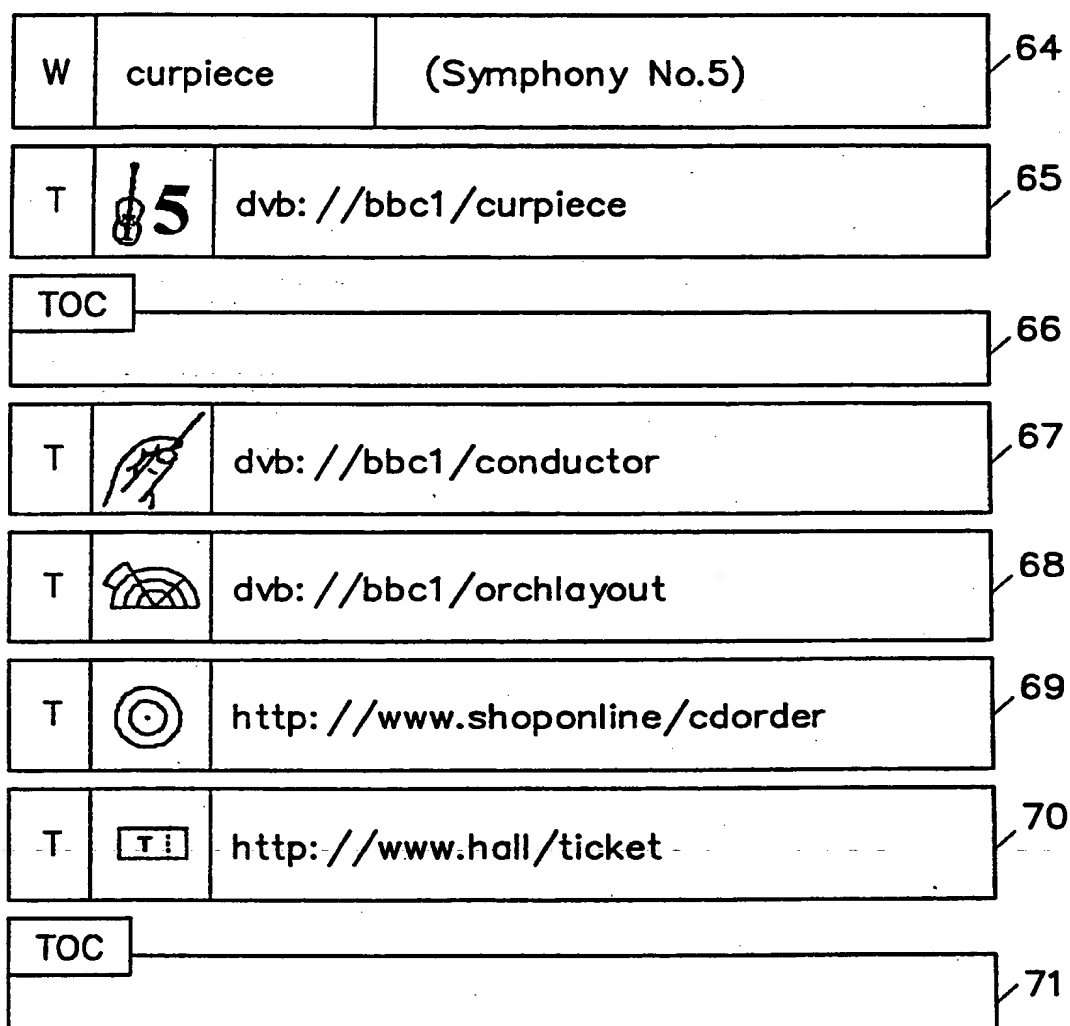 W curpiece (Symphony No.5) 64
T 5 dvb://bbc1/curpiece 65
TOC
66
T dvb://bbc1/conductor 67
T dvb://bbc1/orchlayout 68
T http://www.shoponline/cdorder 69
T T http://www.hall/ticket 70
TOC
71